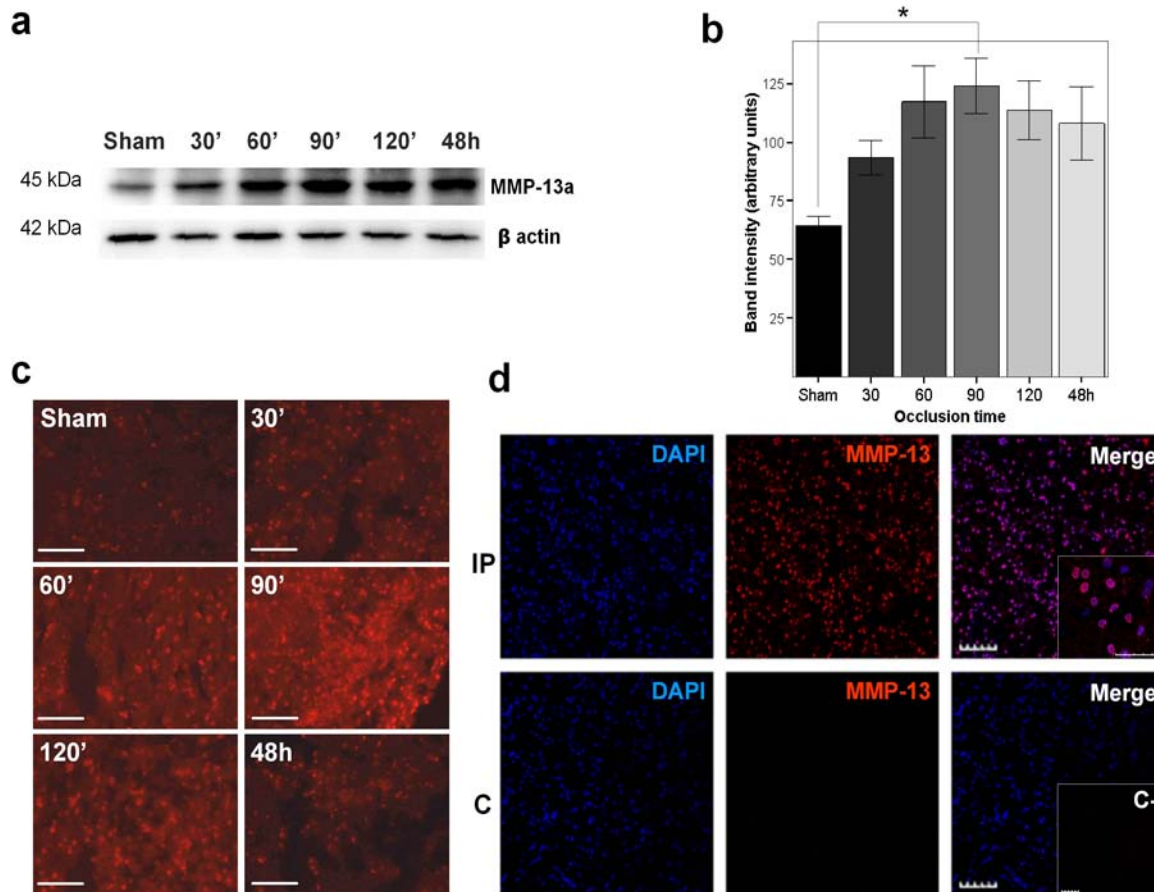 a
Sham 30’ 60’ 90’ 120’ 48h
45 kDa MMP-13a
42 kDa β actin
b
*
Band intensity (arbitrary units)
125
100
75
50
25
Sham 30 60 90 120 48h
Occlusion time
c
Sham 30’
60’ 90’
120’ 48h
d
DAPI MMP-13 Merge
IP
DAPI MMP-13 Merge
C
C-